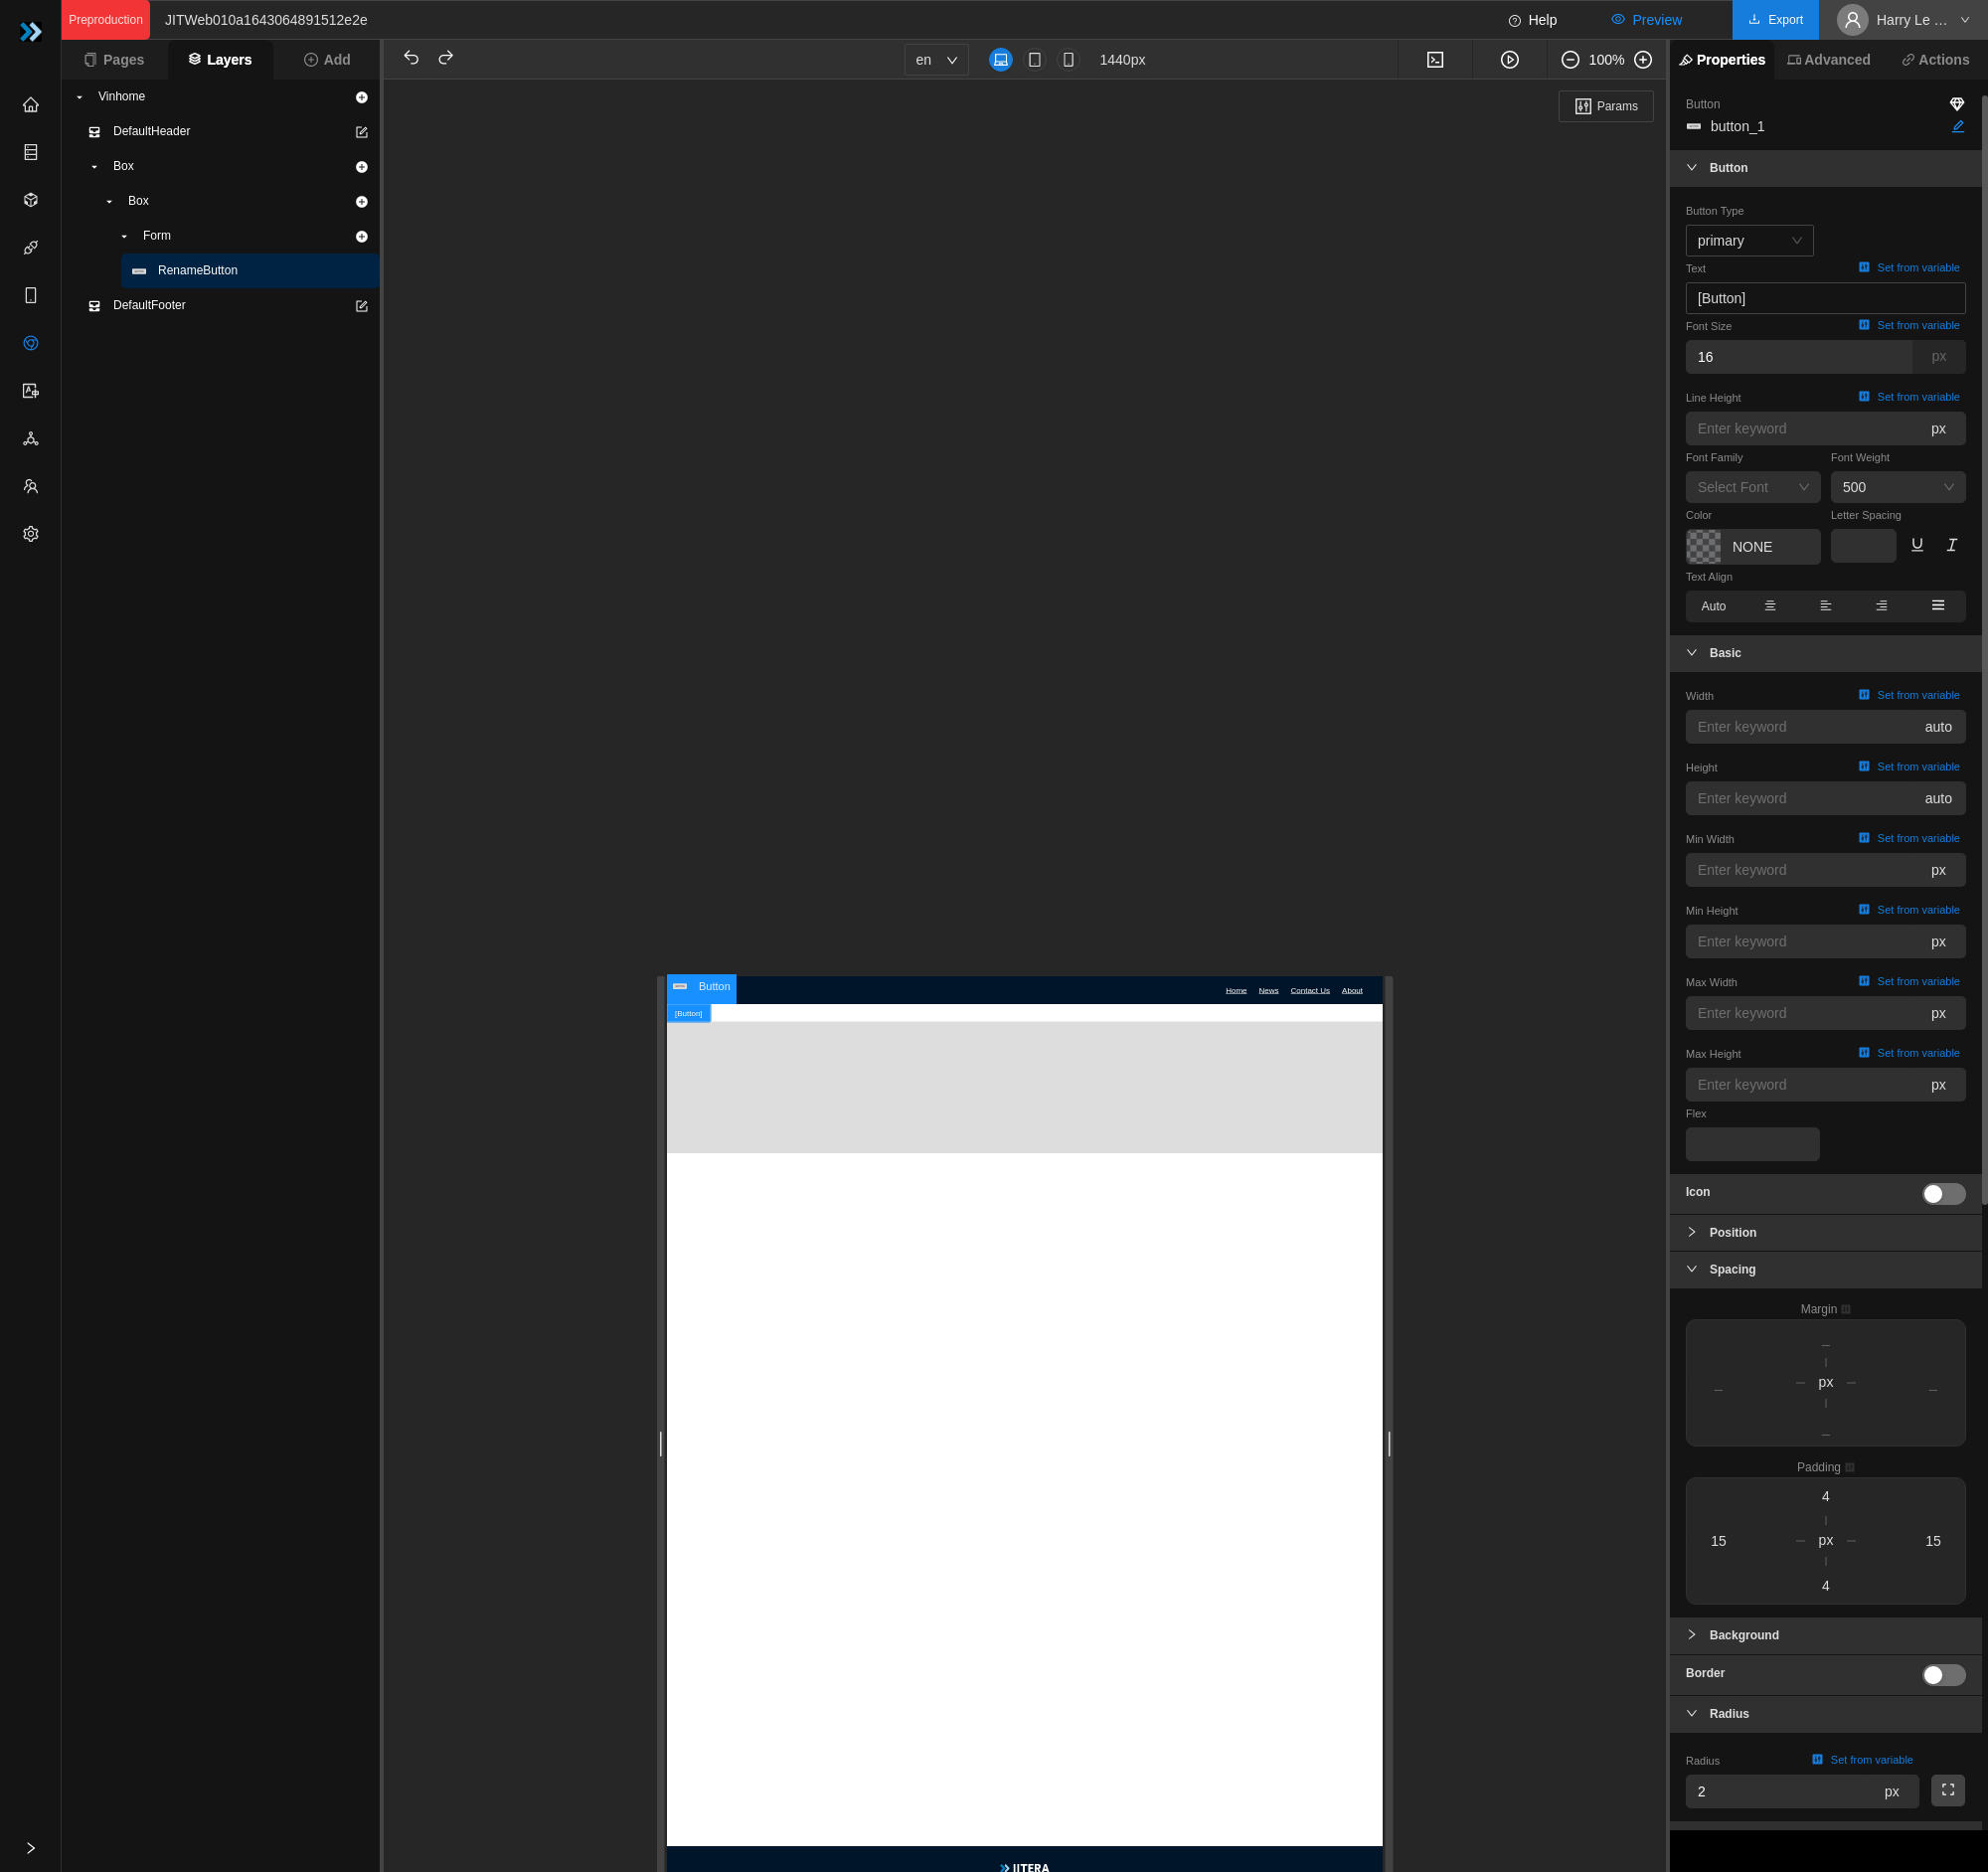 Preproduction
JITWeb010a1643064891512e2e
Help
Preview
Export
Harry Le ...
Pages
Layers
Add
en
1440px
100%
Properties
Advanced
Actions
Vinhome
DefaultHeader
Box
Box
Form
RenameButton
DefaultFooter
Params
Button
Home News Contact Us About
[Button]
JITERA
Button
button_1
Button
Button Type
primary
Text Set from variable
[Button]
Font Size Set from variable
16 px
Line Height Set from variable
Enter keyword px
Font Family Font Weight
Select Font 500
Color Letter Spacing
NONE
Text Align
Auto
Basic
Width Set from variable
Enter keyword auto
Height Set from variable
Enter keyword auto
Min Width Set from variable
Enter keyword px
Min Height Set from variable
Enter keyword px
Max Width Set from variable
Enter keyword px
Max Height Set from variable
Enter keyword px
Flex
Icon
Position
Spacing
Margin
px
Padding
4
15 px 15
4
Background
Border
Radius
Radius Set from variable
2 px